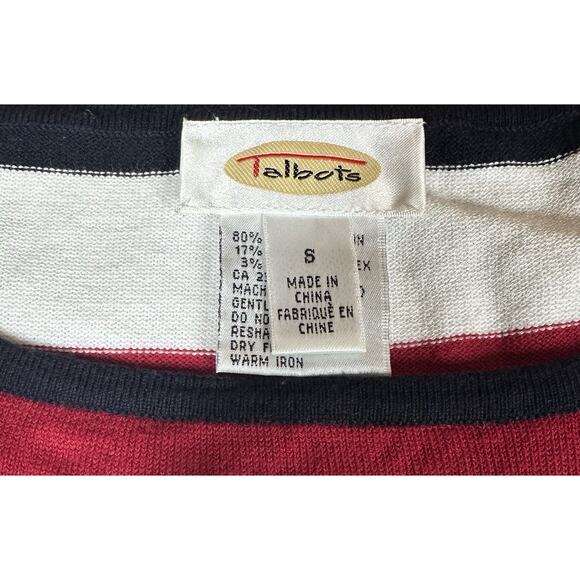 Talbots
S
MADE IN
CHINA
FABRIQUÉ EN
CHINE
80%
17%
3%
CA 2
MACH
GENTL
DO NO
RESHA
DRY F
WARM IRON